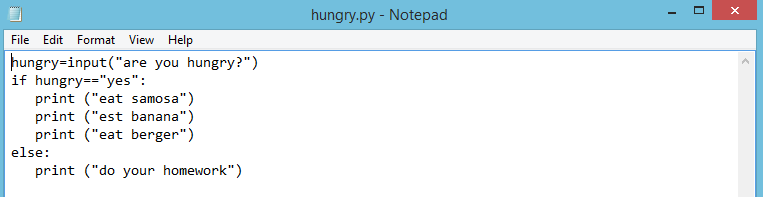 hungry.py - Notepad
File Edit Format View Help
hungry=input("are you hungry?")
if hungry=="yes":
   print ("eat samosa")
   print ("est banana")
   print ("eat berger")
else:
   print ("do your homework")